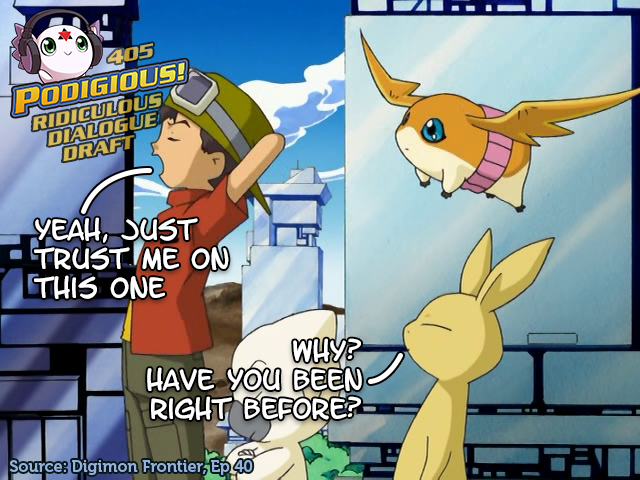 405
PODIGIOUS!
RIDICULOUS
DIALOGUE
DRAFT
YEAH, JUST
TRUST ME ON
THIS ONE
WHY?
HAVE YOU BEEN
RIGHT BEFORE?
Source: Digimon Frontier, Ep 40